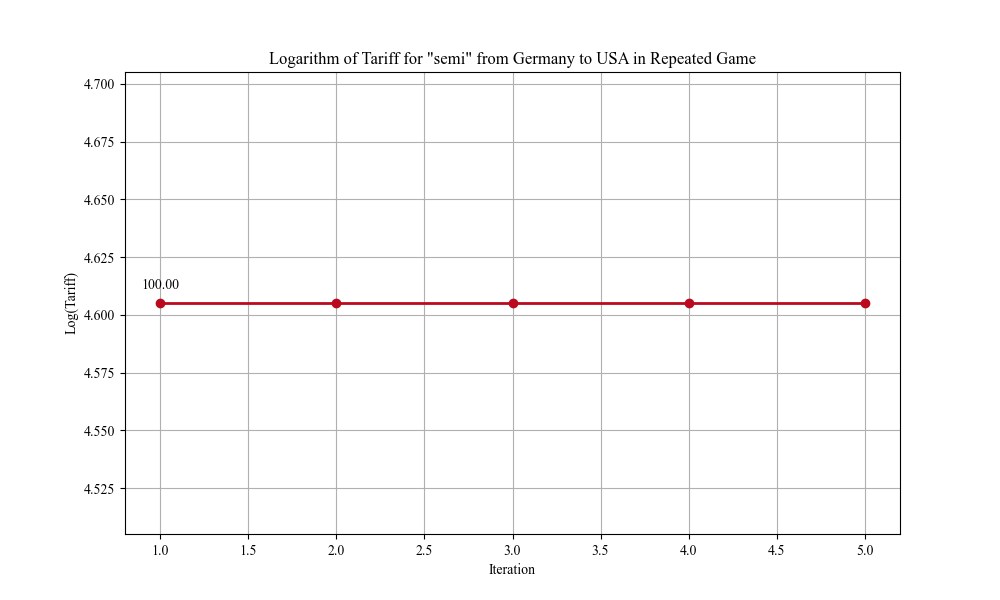 Logarithm of Tariff for "semi" from Germany to USA in Repeated Game
4.700
4.675
4.650
4.625
4.600
4.575
4.550
4.525
Log(Tariff)
100.00
1.0 1.5 2.0 2.5 3.0 3.5 4.0 4.5 5.0
Iteration